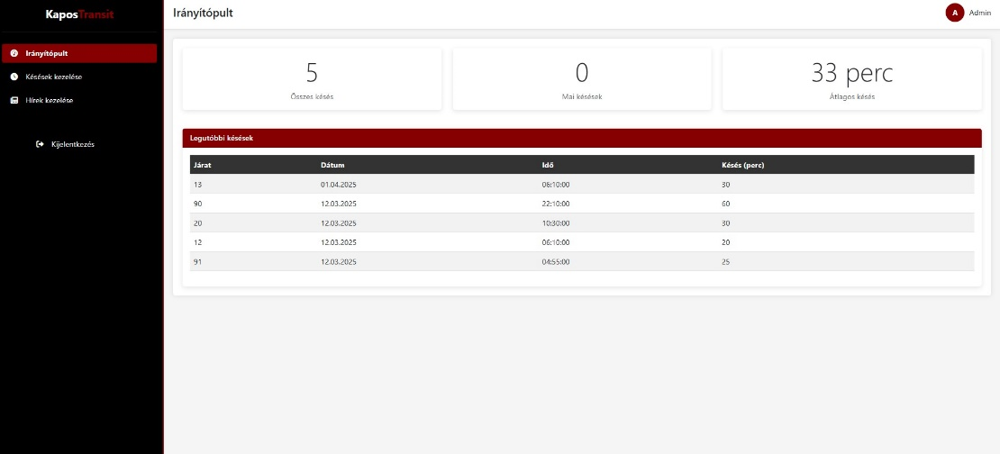 KaposTransit
Irányítópult
Késések kezelése
Hírek kezelése
Kijelentkezés
Irányítópult
A Admin
5
Összes késés
0
Mai késések
33 perc
Átlagos késés
Legutóbbi késések
Járat Dátum Idő Késés (perc)
13 01.04.2025 06:10:00 30
90 12.03.2025 22:10:00 60
20 12.03.2025 10:30:00 30
12 12.03.2025 06:10:00 20
91 12.03.2025 04:55:00 25